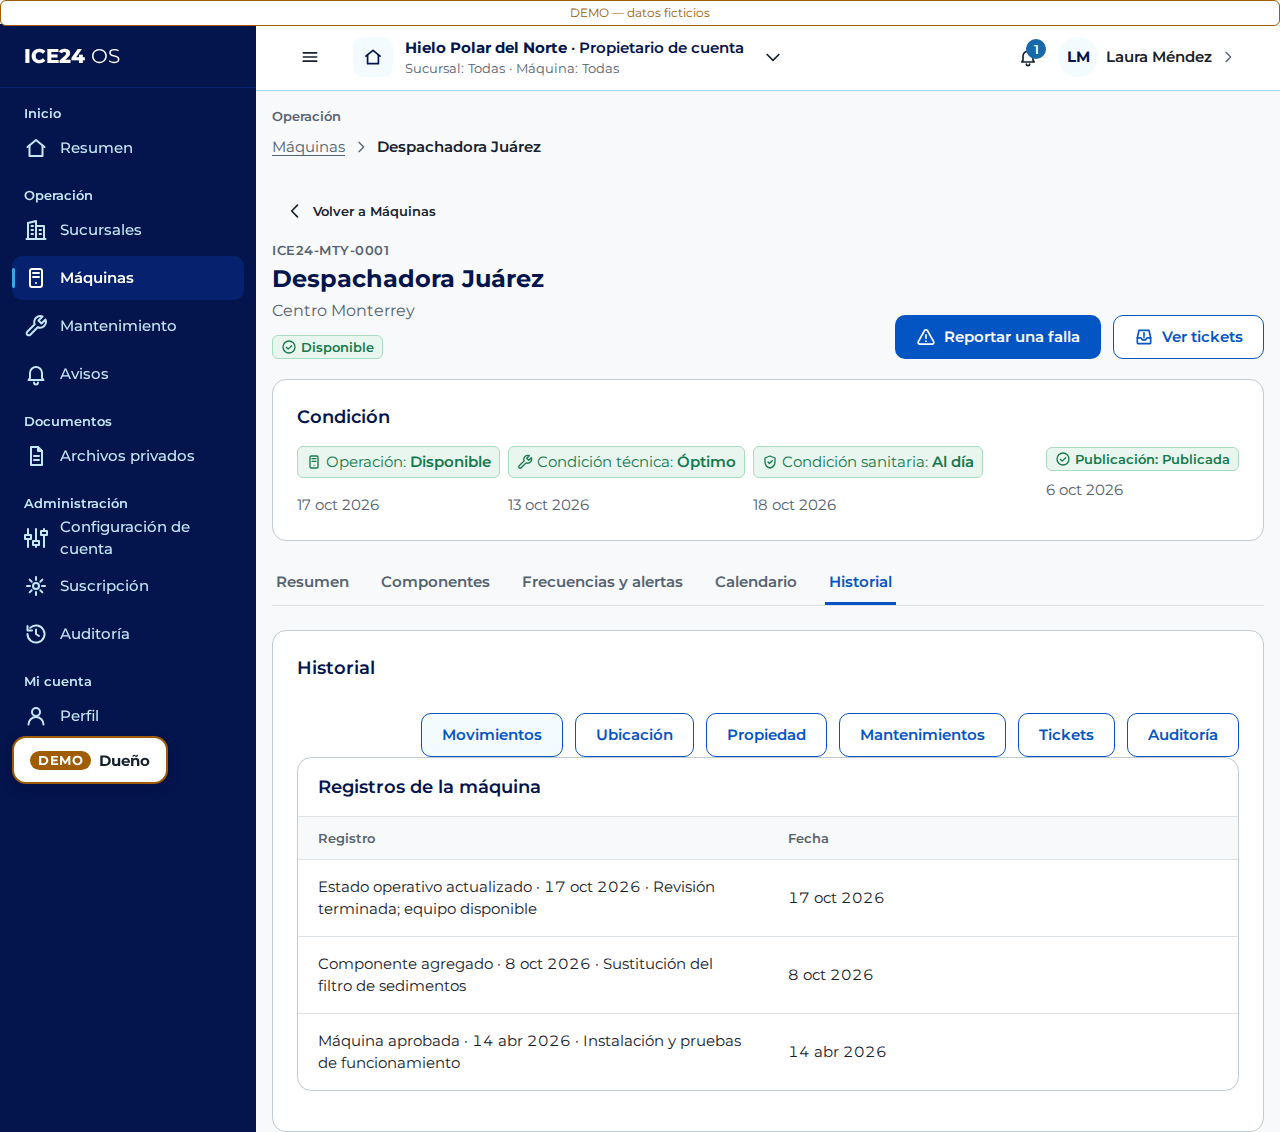 DEMO — datos ficticios
ICE24 OS
Inicio
Resumen
Operación
Sucursales
Máquinas
Mantenimiento
Avisos
Documentos
Archivos privados
Administración
Configuración de
cuenta
Suscripción
Auditoría
Mi cuenta
Perfil
DEMO Dueño
Hielo Polar del Norte · Propietario de cuenta
Sucursal: Todas · Máquina: Todas
1
LM Laura Méndez
Operación
Máquinas Despachadora Juárez
Volver a Máquinas
ICE24-MTY-0001
Despachadora Juárez
Centro Monterrey
Disponible
Reportar una falla
Ver tickets
Condición
Operación: Disponible
17 oct 2026
Condición técnica: Óptimo
13 oct 2026
Condición sanitaria: Al día
18 oct 2026
Publicación: Publicada
6 oct 2026
Resumen Componentes Frecuencias y alertas Calendario Historial
Historial
Movimientos Ubicación Propiedad Mantenimientos Tickets Auditoría
Registros de la máquina
Registro Fecha
Estado operativo actualizado · 17 oct 2026 · Revisión
terminada; equipo disponible
17 oct 2026
Componente agregado · 8 oct 2026 · Sustitución del
filtro de sedimentos
8 oct 2026
Máquina aprobada · 14 abr 2026 · Instalación y pruebas
de funcionamiento
14 abr 2026